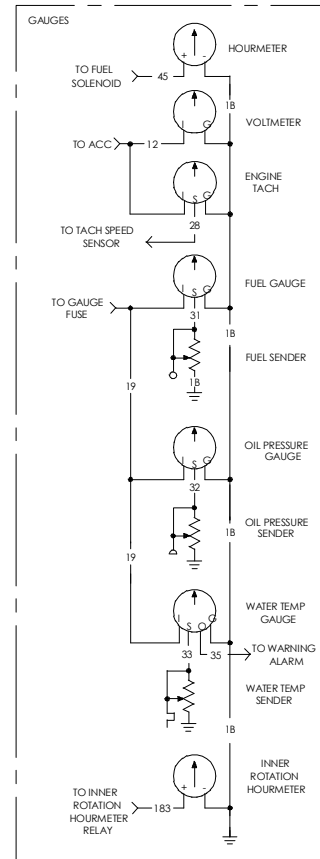 GAUGES
HOURMETER
+ -
TO FUEL
SOLENOID
45
1B
VOLTMETER
I G
TO ACC
12
ENGINE
TACH
I S G
28
TO TACH SPEED
SENSOR
FUEL GAUGE
I S G
TO GAUGE
FUSE
31
1B
FUEL SENDER
19
1B
OIL PRESSURE
GAUGE
I S G
32
OIL PRESSURE
SENDER
1B
19
WATER TEMP
GAUGE
I S O G
33
35
TO WARNING
ALARM
WATER TEMP
SENDER
1B
INNER
ROTATION
HOURMETER
+ -
TO INNER
ROTATION
HOURMETER
RELAY
183